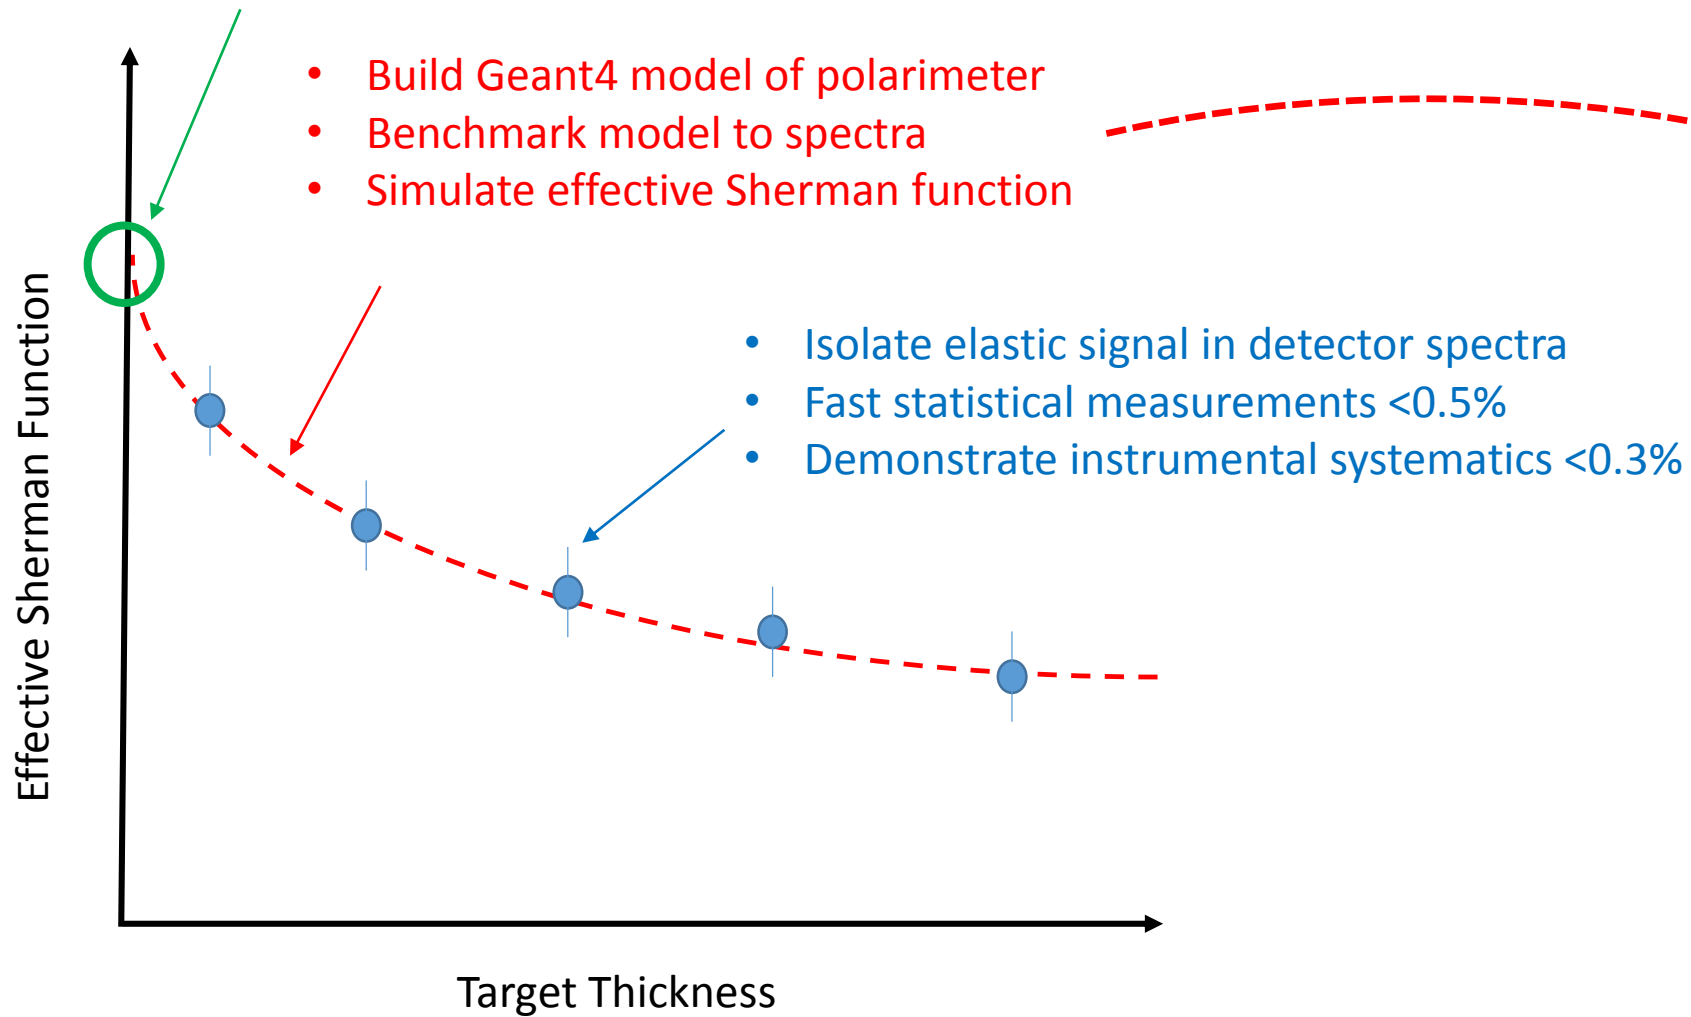 • Build Geant4 model of polarimeter
• Benchmark model to spectra
• Simulate effective Sherman function
• Isolate elastic signal in detector spectra
• Fast statistical measurements <0.5%
• Demonstrate instrumental systematics <0.3%
Effective Sherman Function
Target Thickness